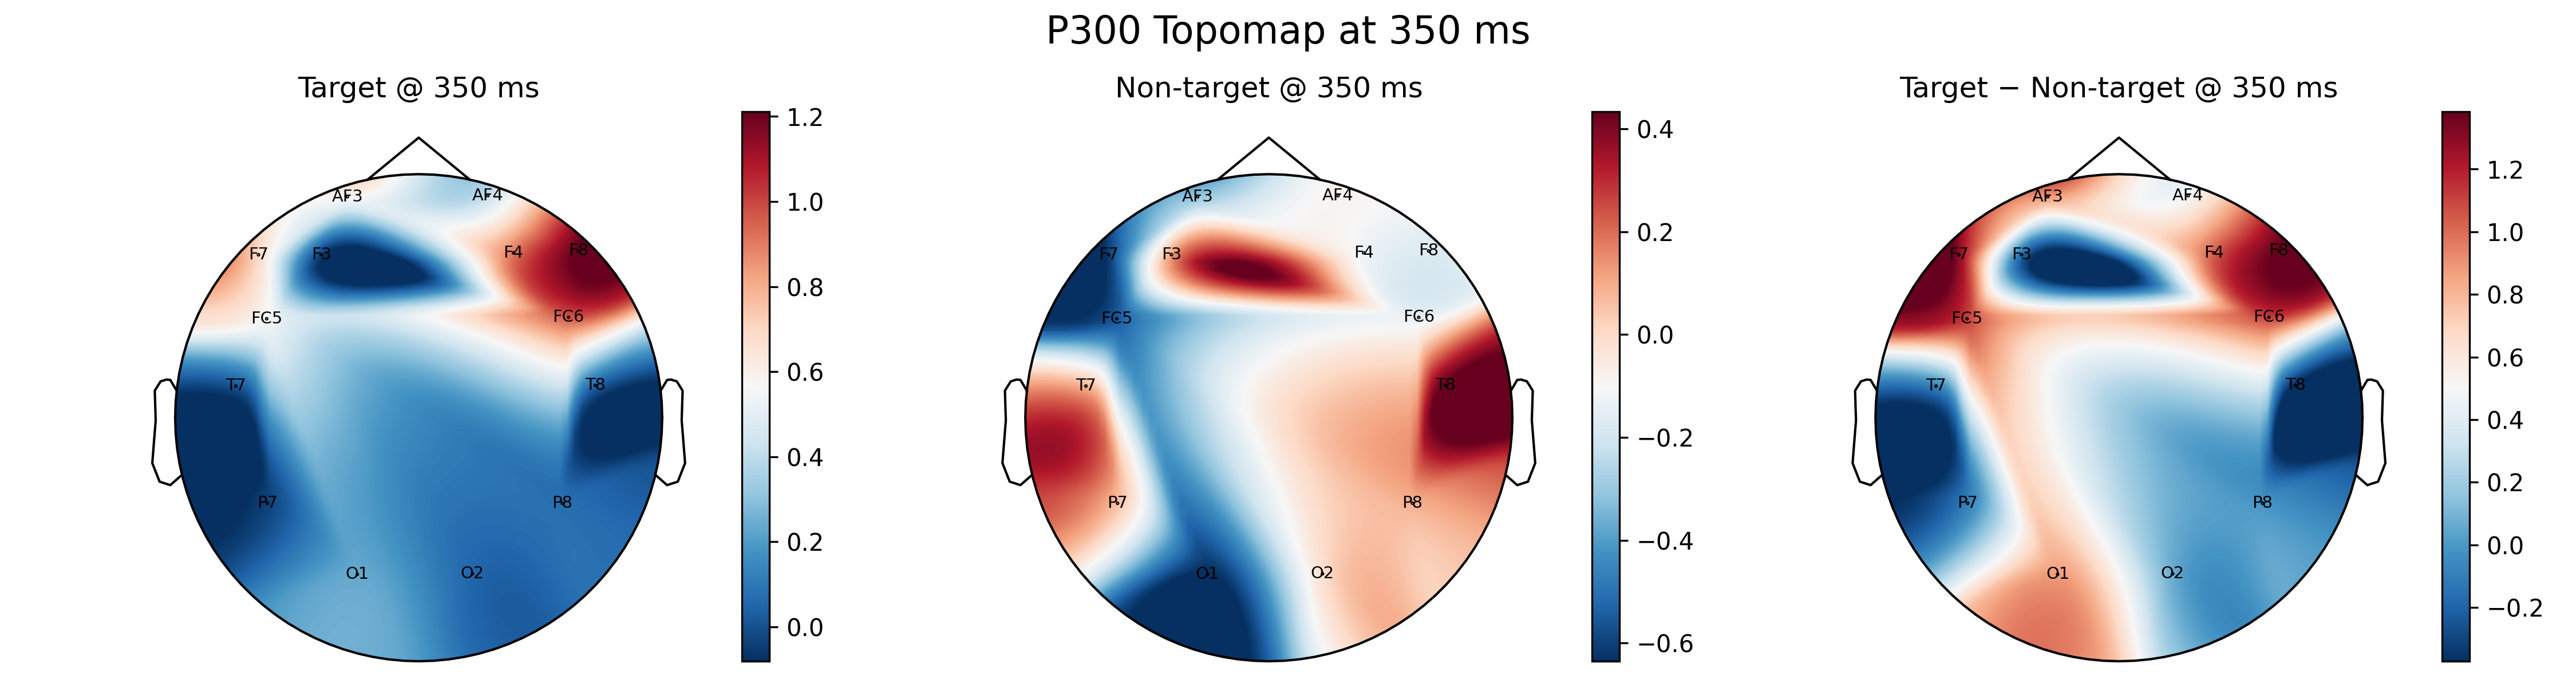 P300 Topomap at 350 ms
Target @ 350 ms
AF3 AF4
F7 F3 F4 F8
FC5 FC6
T7 T8
P7 P8
O1 O2
1.2
1.0
0.8
0.6
0.4
0.2
0.0
Non-target @ 350 ms
AF3 AF4
F7 F3 F4 F8
FC5 FC6
T7 T8
P7 P8
O1 O2
0.4
0.2
0.0
−0.2
−0.4
−0.6
Target − Non-target @ 350 ms
AF3 AF4
F7 F3 F4 F8
FC5 FC6
T7 T8
P7 P8
O1 O2
1.2
1.0
0.8
0.6
0.4
0.2
0.0
−0.2